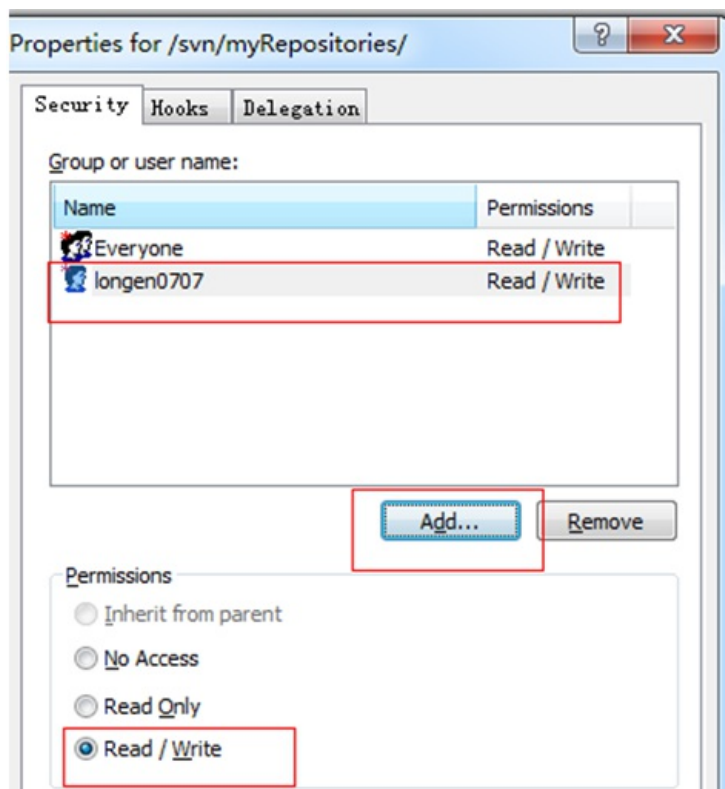 Properties for /svn/myRepositories/
Security Hooks Delegation
Group or user name:
Name Permissions
Everyone Read / Write
longen0707 Read / Write
Add... Remove
Permissions
Inherit from parent
No Access
Read Only
Read / Write